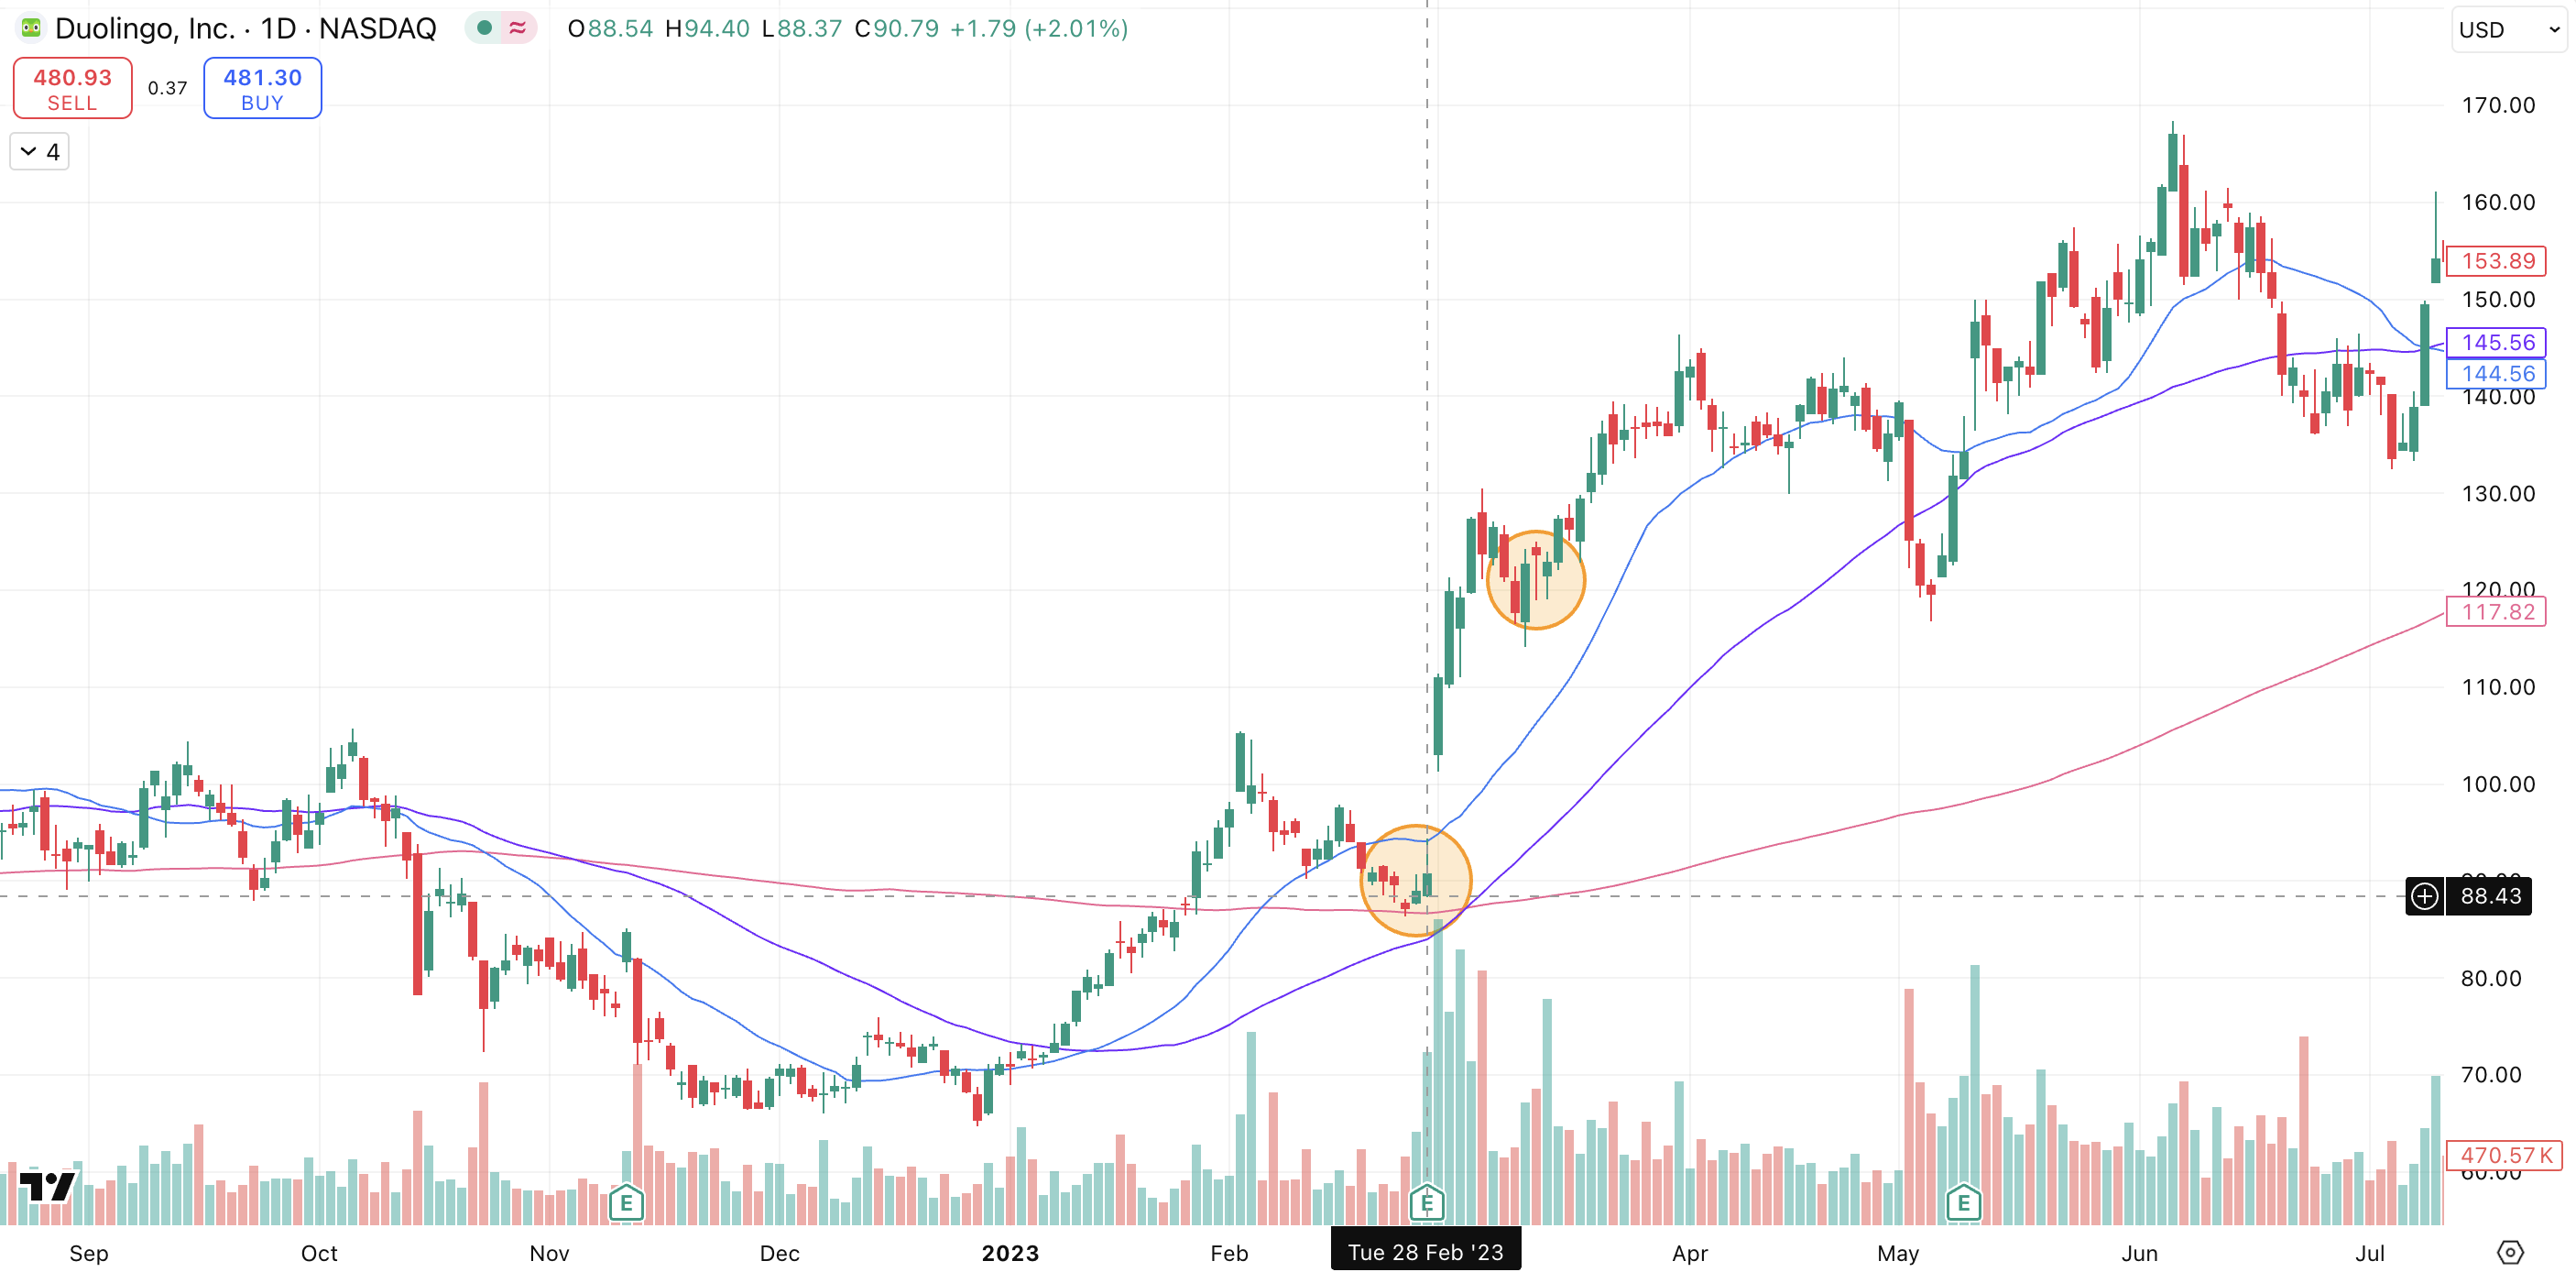 Duolingo, Inc. · 1D · NASDAQ
O88.54 H94.40 L88.37 C90.79 +1.79 (+2.01%)
USD
480.93
SELL
0.37
481.30
BUY
4
170.00
160.00
153.89
150.00
145.56
144.56
140.00
130.00
120.00
117.82
110.00
100.00
88.43
80.00
70.00
470.57 K
60.00
E
E
E
Sep
Oct
Nov
Dec
2023
Feb
Tue 28 Feb '23
Apr
May
Jun
Jul